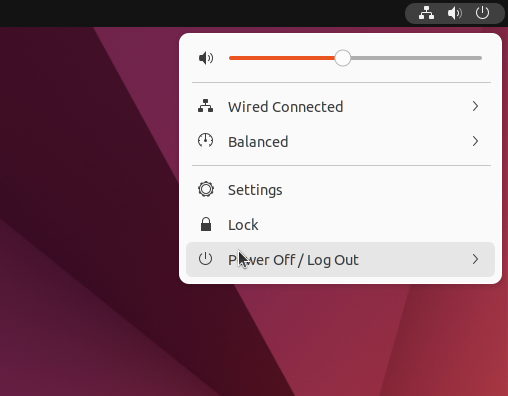 Wired Connected
Balanced
Settings
Lock
Power Off / Log Out